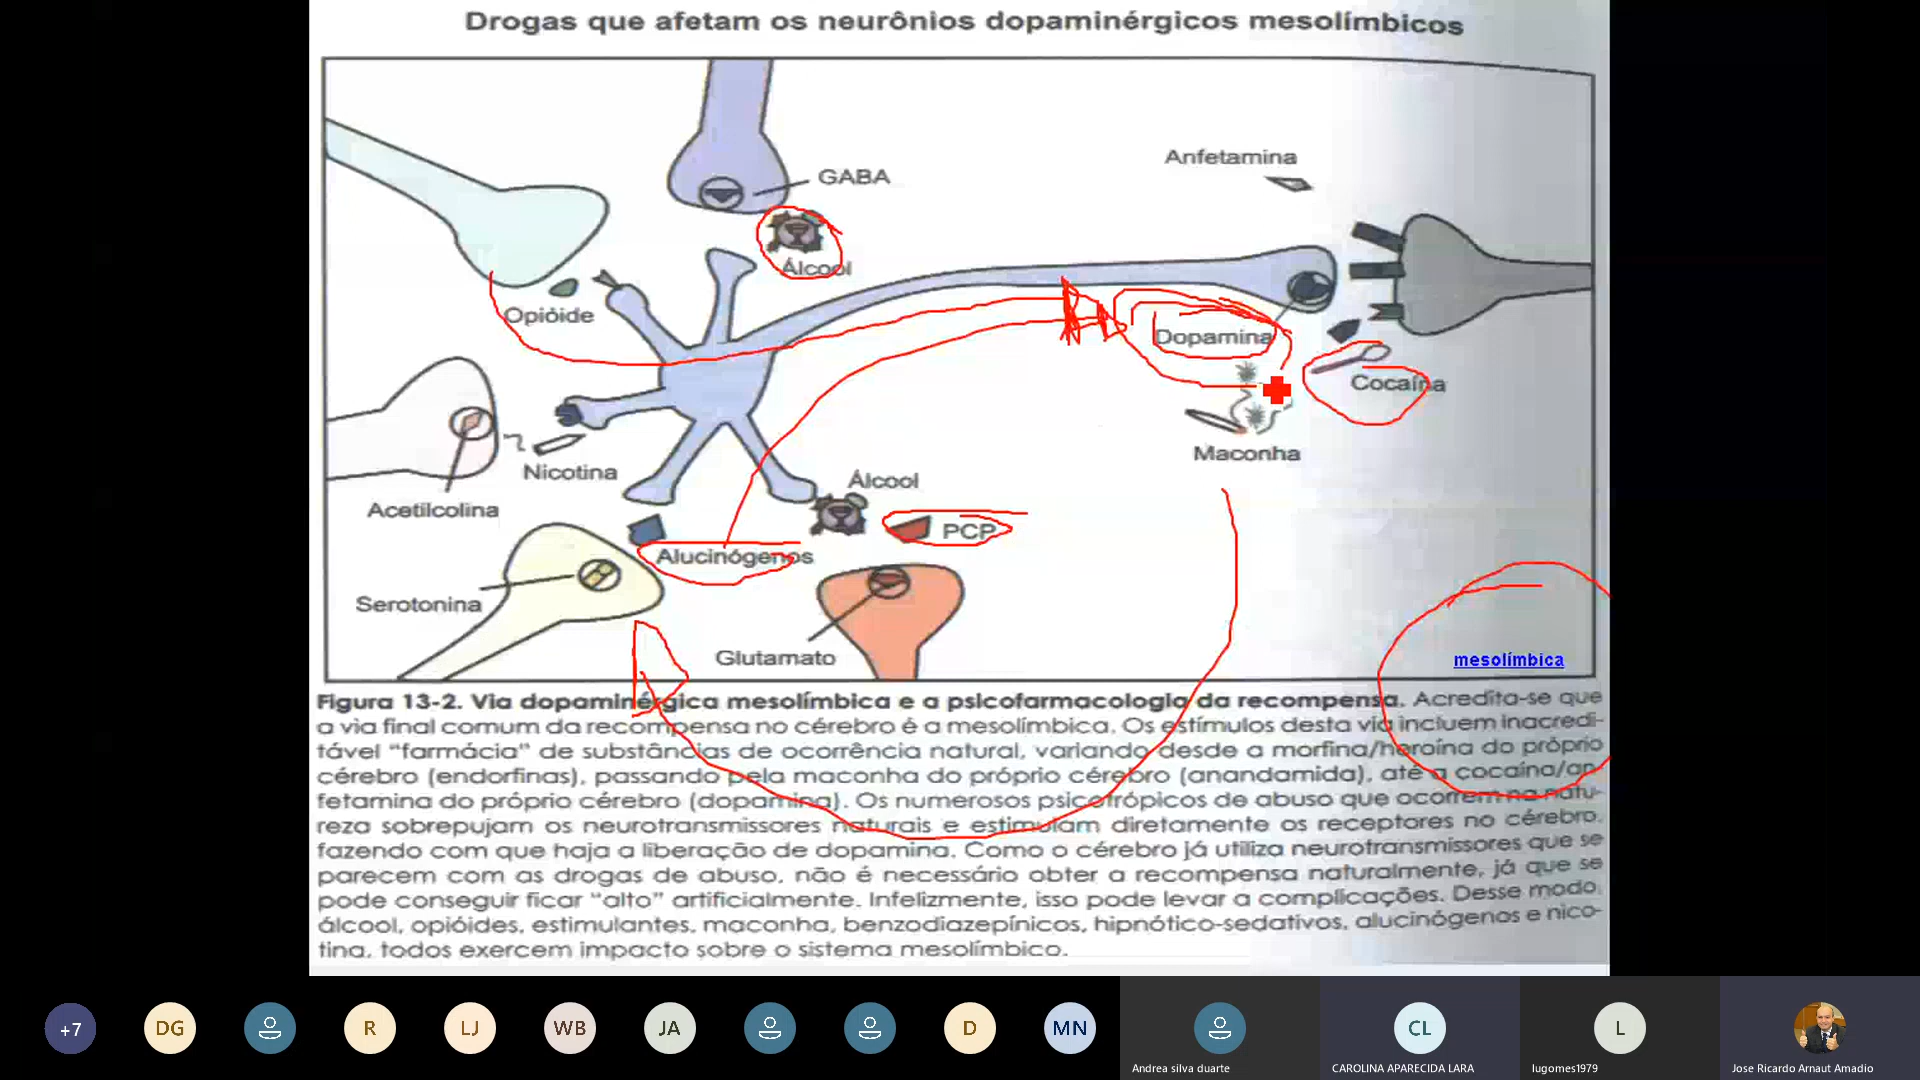 Drogas que afetam os neurônios dopaminérgicos mesolímbicos
GABA
Anfetamina
Álcool
Opióide
Dopamina
Cocaína
Maconha
Nicotina
Álcool
Acetilcolina
PCP
Alucinógenos
Serotonina
Glutamato
mesolímbica
Figura 13-2. Via dopaminérgica mesolímbica e a psicofarmacologia da recompensa. Acredita-se que
a via final comum da recompensa no cérebro é a mesolímbica. Os estímulos desta via incluem inacredi-
tável “farmácia” de substâncias de ocorrência natural, variando desde a morfina/heroína do próprio
cérebro (endorfinas), passando pela maconha do próprio cérebro (anandamida), até a cocaína/an-
fetamina do próprio cérebro (dopamina). Os numerosos psicotrópicos de abuso que ocorrem na natu-
reza sobrepujam os neurotransmissores naturais e estimulam diretamente os receptores no cérebro,
fazendo com que haja a liberação de dopamina. Como o cérebro já utiliza neurotransmissores que se
parecem com as drogas de abuso, não é necessário obter a recompensa naturalmente, já que se
pode conseguir ficar “alto” artificialmente. Infelizmente, isso pode levar a complicações. Desse modo,
álcool, opióides, estimulantes, maconha, benzodiazepínicos, hipnótico-sedativos, alucinógenos e nico-
tina, todos exercem impacto sobre o sistema mesolímbico.
+7
DG
R
LJ
WB
JA
D
MN
CL
L
Andrea silva duarte
CAROLINA APARECIDA LARA
lugomes1979
Jose Ricardo Arnaut Amadio